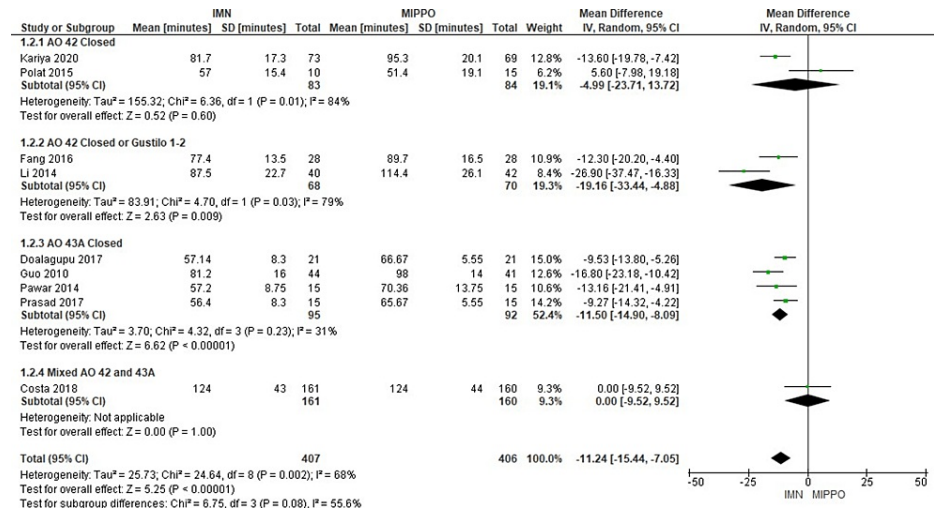 IMN MIPPO Mean Difference Mean Difference
Study or Subgroup Mean [minutes] SD [minutes] Total Mean [minutes] SD [minutes] Total Weight IV, Random, 95% CI IV, Random, 95% CI
1.2.1 AO 42 Closed
Kariya 2020 81.7 17.3 73 95.3 20.1 69 12.8% -13.60 [-19.78, -7.42]
Polat 2015 57 15.4 10 51.4 19.1 15 6.2% 5.60 [-7.98, 19.18]
Subtotal (95% CI) 83 84 19.1% -4.99 [-23.71, 13.72]
Heterogeneity: Tau² = 155.32; Chi² = 6.36, df = 1 (P = 0.01); I² = 84%
Test for overall effect: Z = 0.52 (P = 0.60)
1.2.2 AO 42 Closed or Gustilo 1-2
Fang 2016 77.4 13.5 28 89.7 16.5 28 10.9% -12.30 [-20.20, -4.40]
Li 2014 87.5 22.7 40 114.4 26.1 42 8.4% -26.90 [-37.47, -16.33]
Subtotal (95% CI) 68 70 19.3% -19.16 [-33.44, -4.88]
Heterogeneity: Tau² = 83.91; Chi² = 4.70, df = 1 (P = 0.03); I² = 79%
Test for overall effect: Z = 2.63 (P = 0.009)
1.2.3 AO 43A Closed
Doalagupu 2017 57.14 8.3 21 66.67 5.55 21 15.0% -9.53 [-13.80, -5.26]
Guo 2010 81.2 16 44 98 14 41 12.6% -16.80 [-23.18, -10.42]
Pawar 2014 57.2 8.75 15 70.36 13.75 15 10.6% -13.16 [-21.41, -4.91]
Prasad 2017 56.4 8.3 15 65.67 5.55 15 14.2% -9.27 [-14.32, -4.22]
Subtotal (95% CI) 95 92 52.4% -11.50 [-14.90, -8.09]
Heterogeneity: Tau² = 3.70; Chi² = 4.32, df = 3 (P = 0.23); I² = 31%
Test for overall effect: Z = 6.62 (P < 0.00001)
1.2.4 Mixed AO 42 and 43A
Costa 2018 124 43 161 124 44 160 9.3% 0.00 [-9.52, 9.52]
Subtotal (95% CI) 161 160 9.3% 0.00 [-9.52, 9.52]
Heterogeneity: Not applicable
Test for overall effect: Z = 0.00 (P = 1.00)
Total (95% CI) 407 406 100.0% -11.24 [-15.44, -7.05]
Heterogeneity: Tau² = 25.73; Chi² = 24.64, df = 8 (P = 0.002); I² = 68%
Test for overall effect: Z = 5.25 (P < 0.00001)
Test for subgroup differences: Chi² = 6.75, df = 3 (P = 0.08), I² = 55.6%
-50 -25 0 25 50
IMN MIPPO